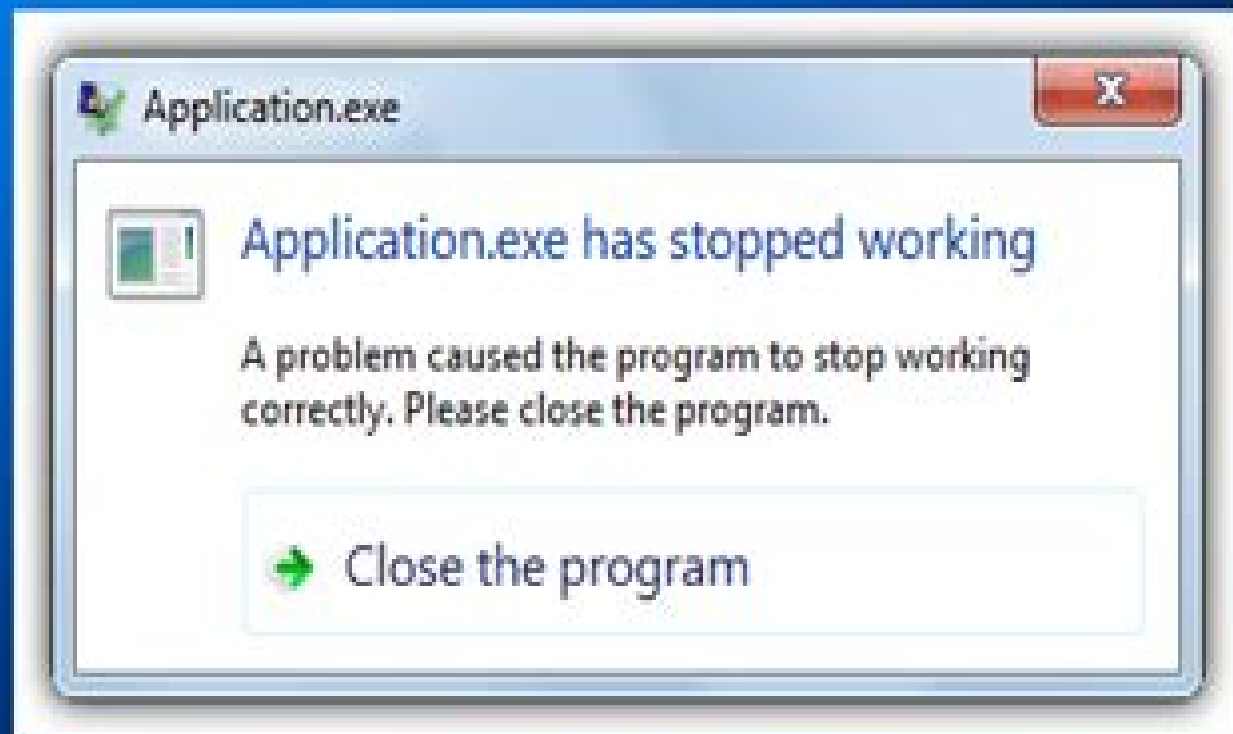 Application.exe
Application.exe has stopped working
A problem caused the program to stop working
correctly. Please close the program.
Close the program